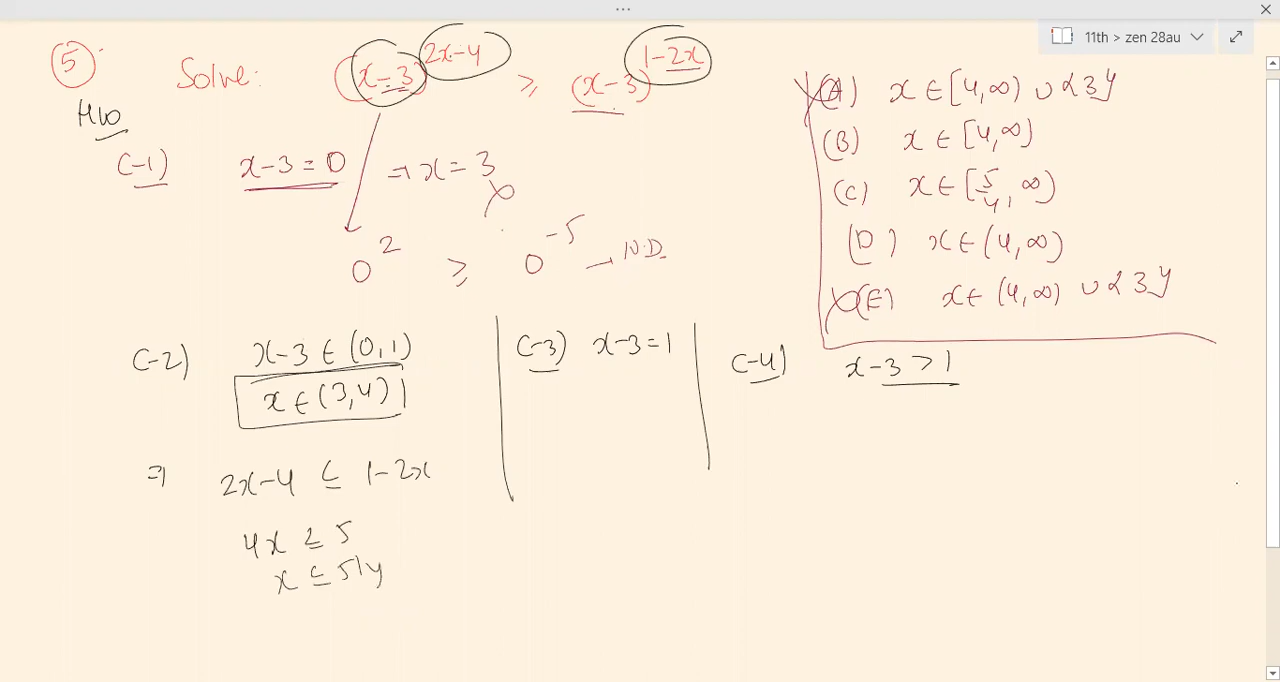 11th > zen 28au
(5) Solve: (x-3)^{2x-4} ≥ (x-3)^{1-2x}
H/W
(A) x ∈ [4,∞) ∪ {3}
(B) x ∈ [4,∞)
(C) x ∈ [5/4, ∞)
(D) x ∈ (4,∞)
(E) x ∈ (4,∞) ∪ {3}
C-1) x-3=0 ⇒ x=3
0^2 ≥ 0^{-5} → N.D.
C-2) x-3 ∈ (0,1)
x ∈ (3,4)
⇒ 2x-4 ≤ 1-2x
4x ≤ 5
x ≤ 5/4
C-3) x-3=1
C-4) x-3>1